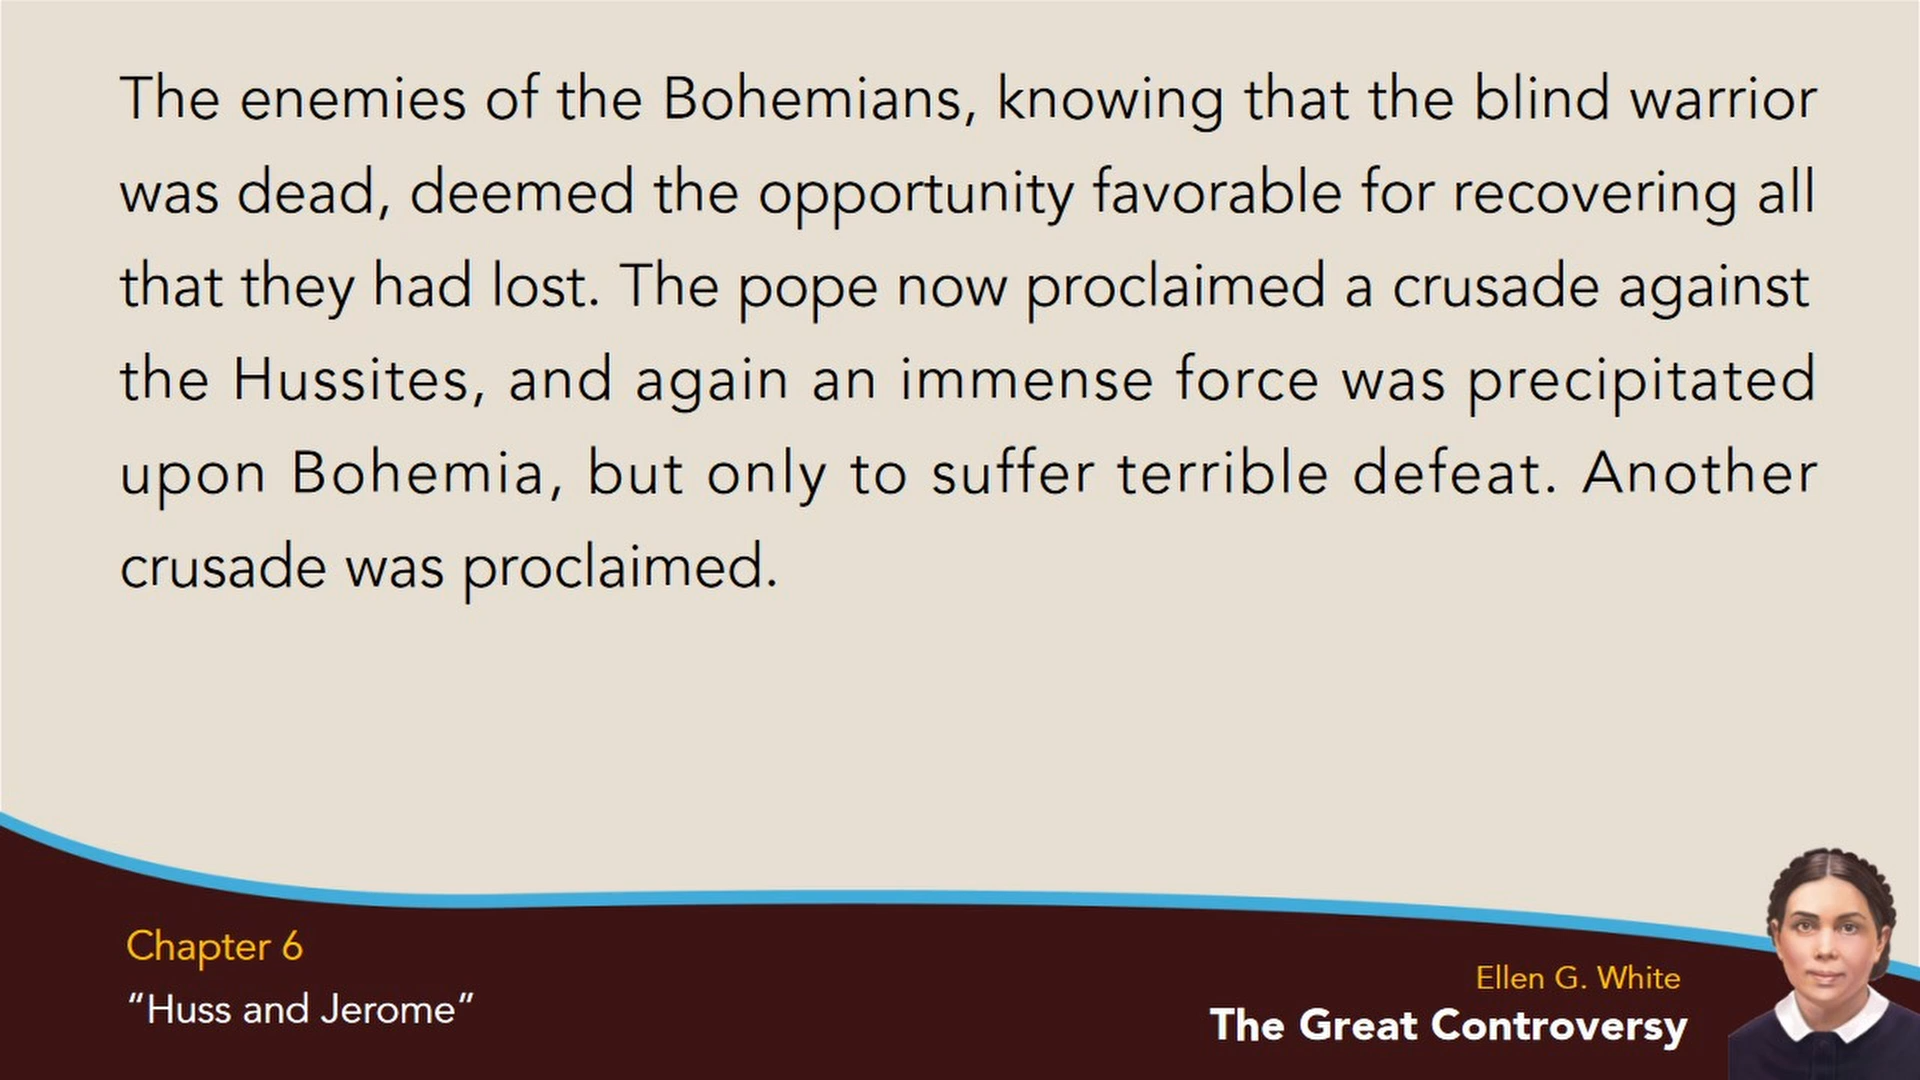 The enemies of the Bohemians, knowing that the blind warrior
was dead, deemed the opportunity favorable for recovering all
that they had lost. The pope now proclaimed a crusade against
the Hussites, and again an immense force was precipitated
upon Bohemia, but only to suffer terrible defeat. Another
crusade was proclaimed.
Chapter 6
“Huss and Jerome”
Ellen G. White
The Great Controversy